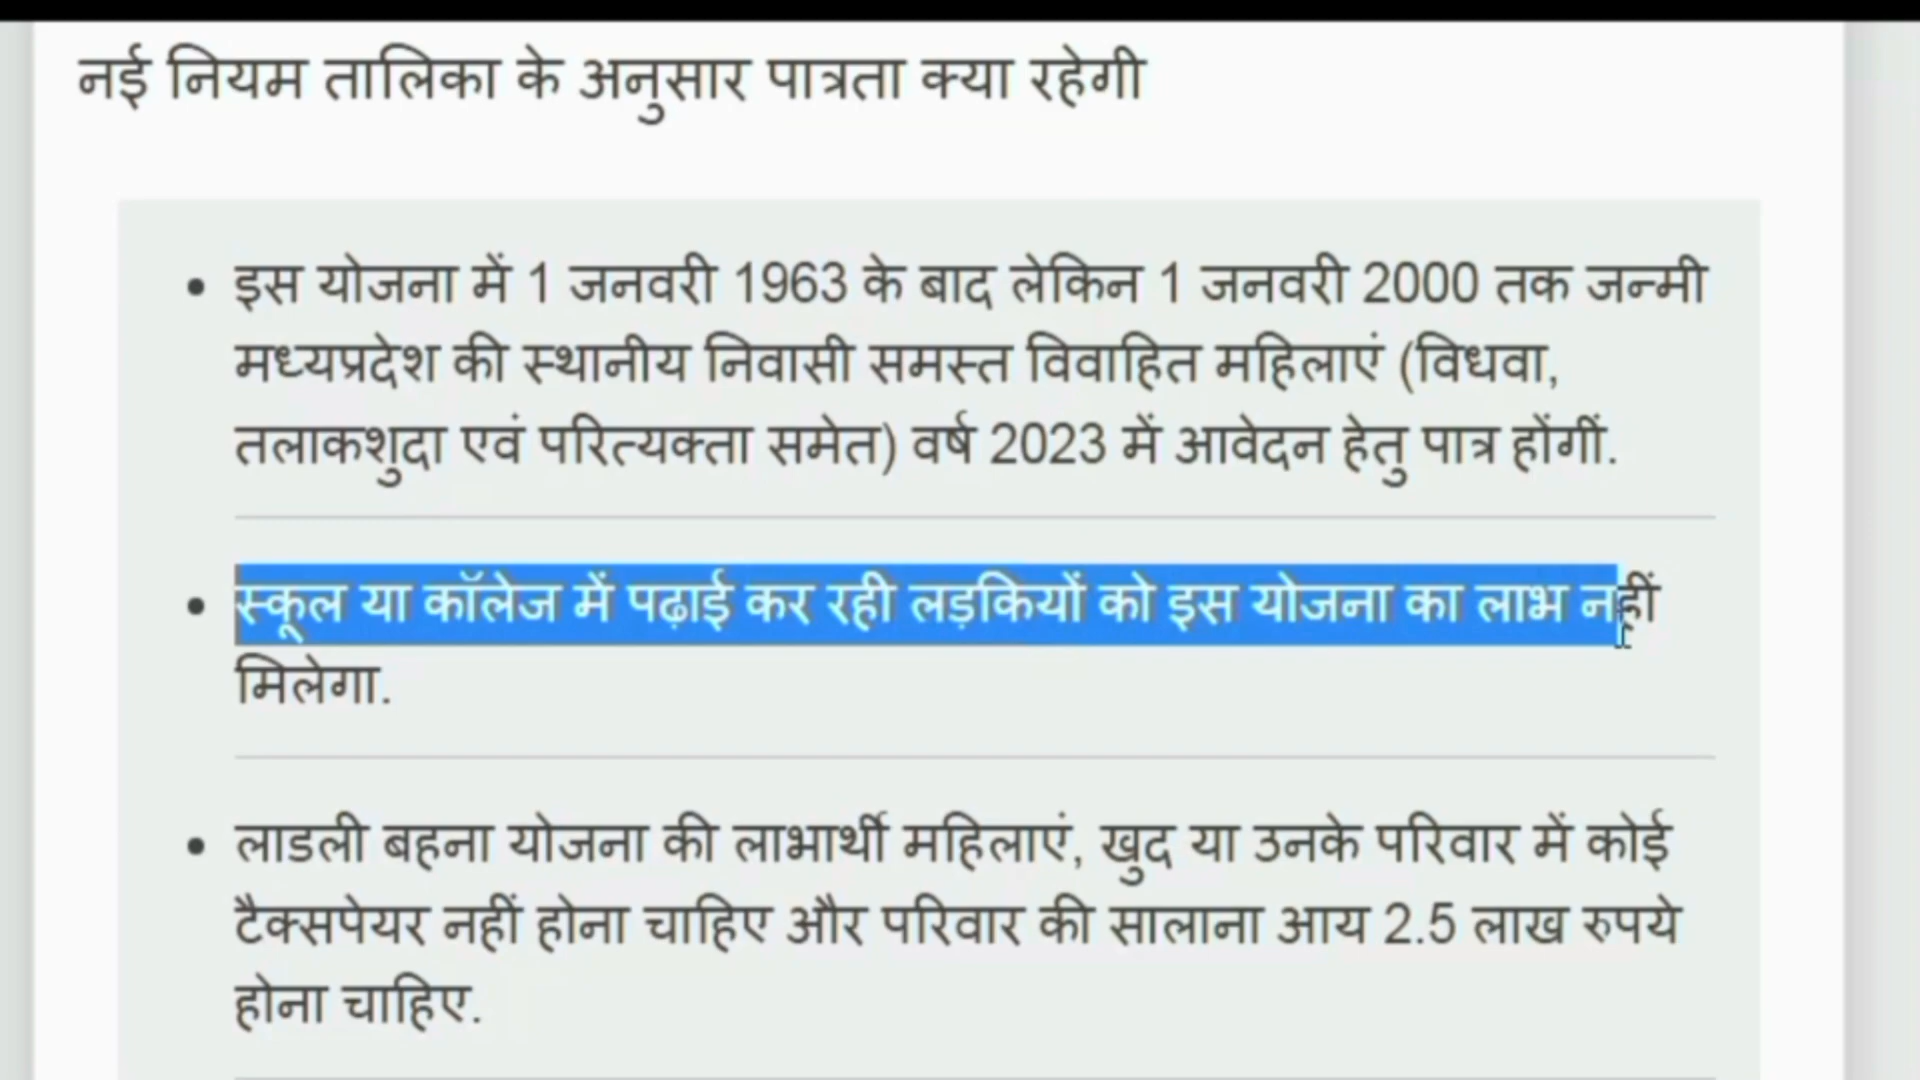 नई नियम तालिका के अनुसार पात्रता क्या रहेगी
• इस योजना में 1 जनवरी 1963 के बाद लेकिन 1 जनवरी 2000 तक जन्मी
मध्यप्रदेश की स्थानीय निवासी समस्त विवाहित महिलाएं (विधवा,
तलाकशुदा एवं परित्यक्ता समेत) वर्ष 2023 में आवेदन हेतु पात्र होंगीं.
• स्कूल या कॉलेज में पढ़ाई कर रही लड़कियों को इस योजना का लाभ नहीं
मिलेगा.
• लाडली बहना योजना की लाभार्थी महिलाएं, खुद या उनके परिवार में कोई
टैक्सपेयर नहीं होना चाहिए और परिवार की सालाना आय 2.5 लाख रुपये
होना चाहिए.